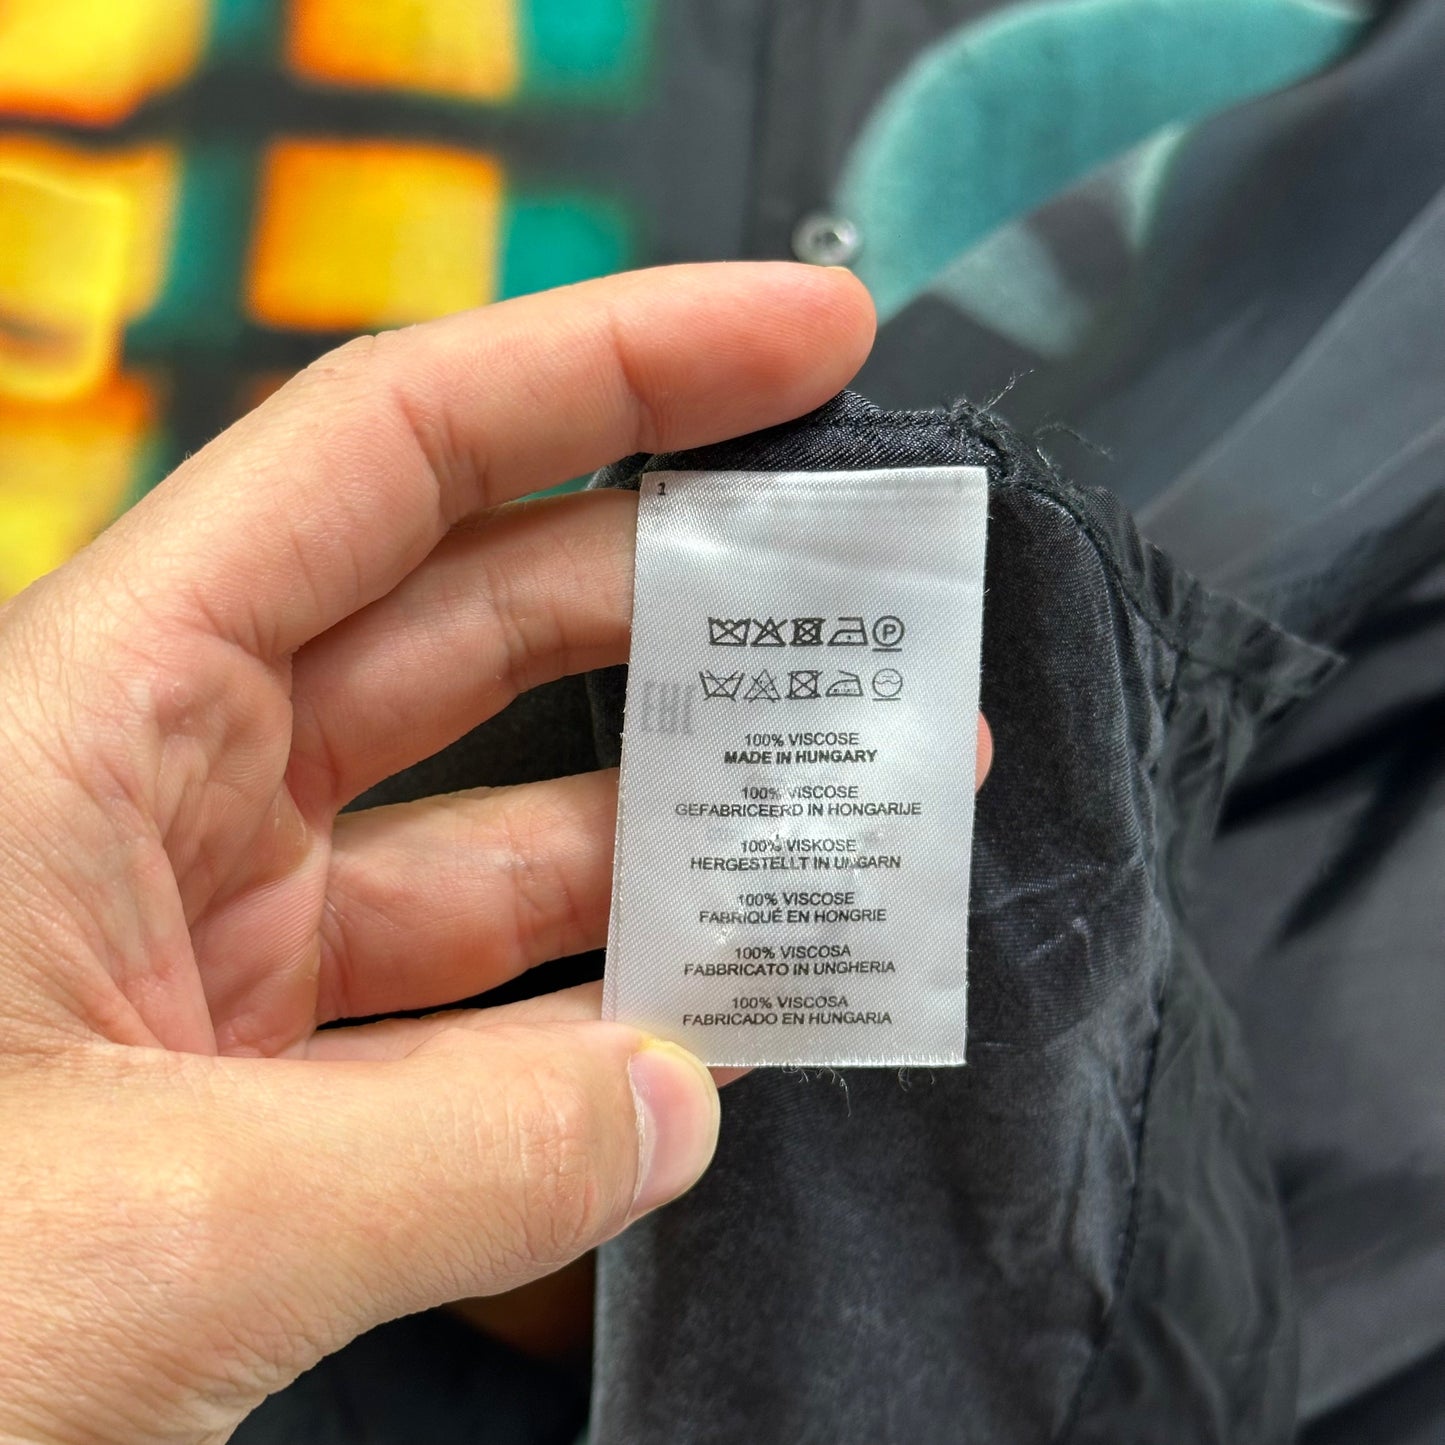 1
P
100% VISCOSE
MADE IN HUNGARY
100% VISCOSE
GEFABRICEERD IN HONGARIJE
100% VISKOSE
HERGESTELLT IN UNGARN
100% VISCOSE
FABRIQUÉ EN HONGRIE
100% VISCOSA
FABBRICATO IN UNGHERIA
100% VISCOSA
FABRICADO EN HUNGARIA